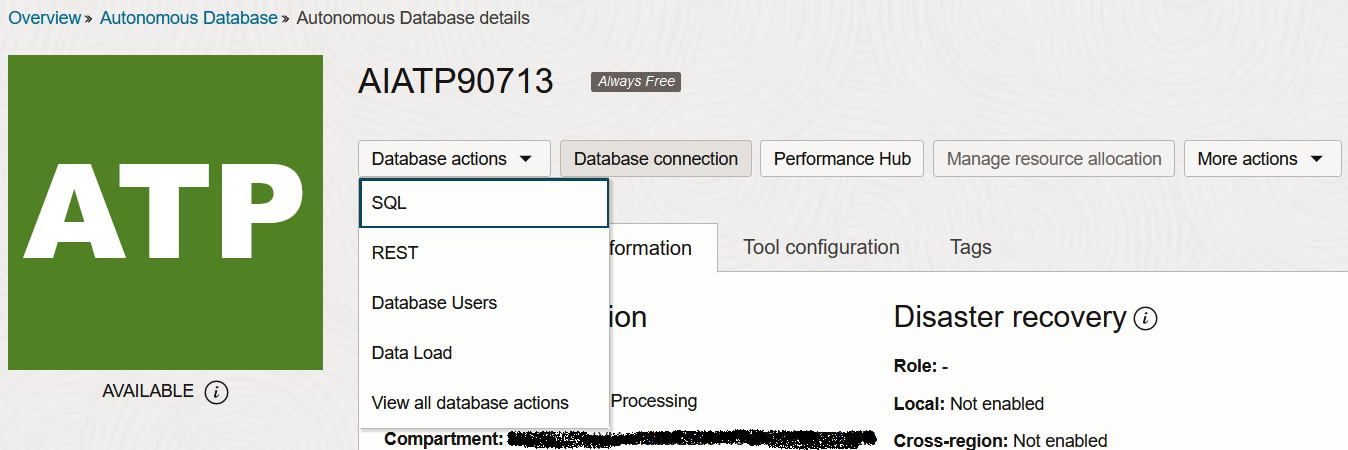 Overview » Autonomous Database » Autonomous Database details
ATP
AVAILABLE i
AIATP90713 Always Free
Database actions Database connection Performance Hub Manage resource allocation More actions
SQL
REST
Database Users
Data Load
View all database actions
formation Tool configuration Tags
ion
Processing
Compartment:
Disaster recovery i
Role: -
Local: Not enabled
Cross-region: Not enabled